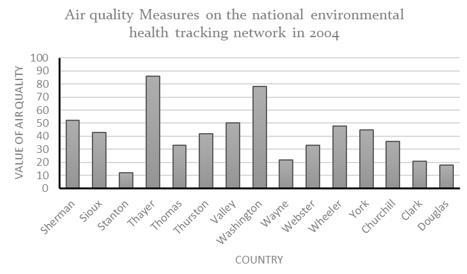 Air quality Measures on the national environmental
health tracking network in 2004
VALUE OF AIR QUALITY
100
90
80
70
60
50
40
30
20
10
0
Sherman
Sioux
Stanton
Thayer
Thomas
Thurston
Valley
Washington
Wayne
Webster
Wheeler
York
Churchill
Clark
Douglas
COUNTRY